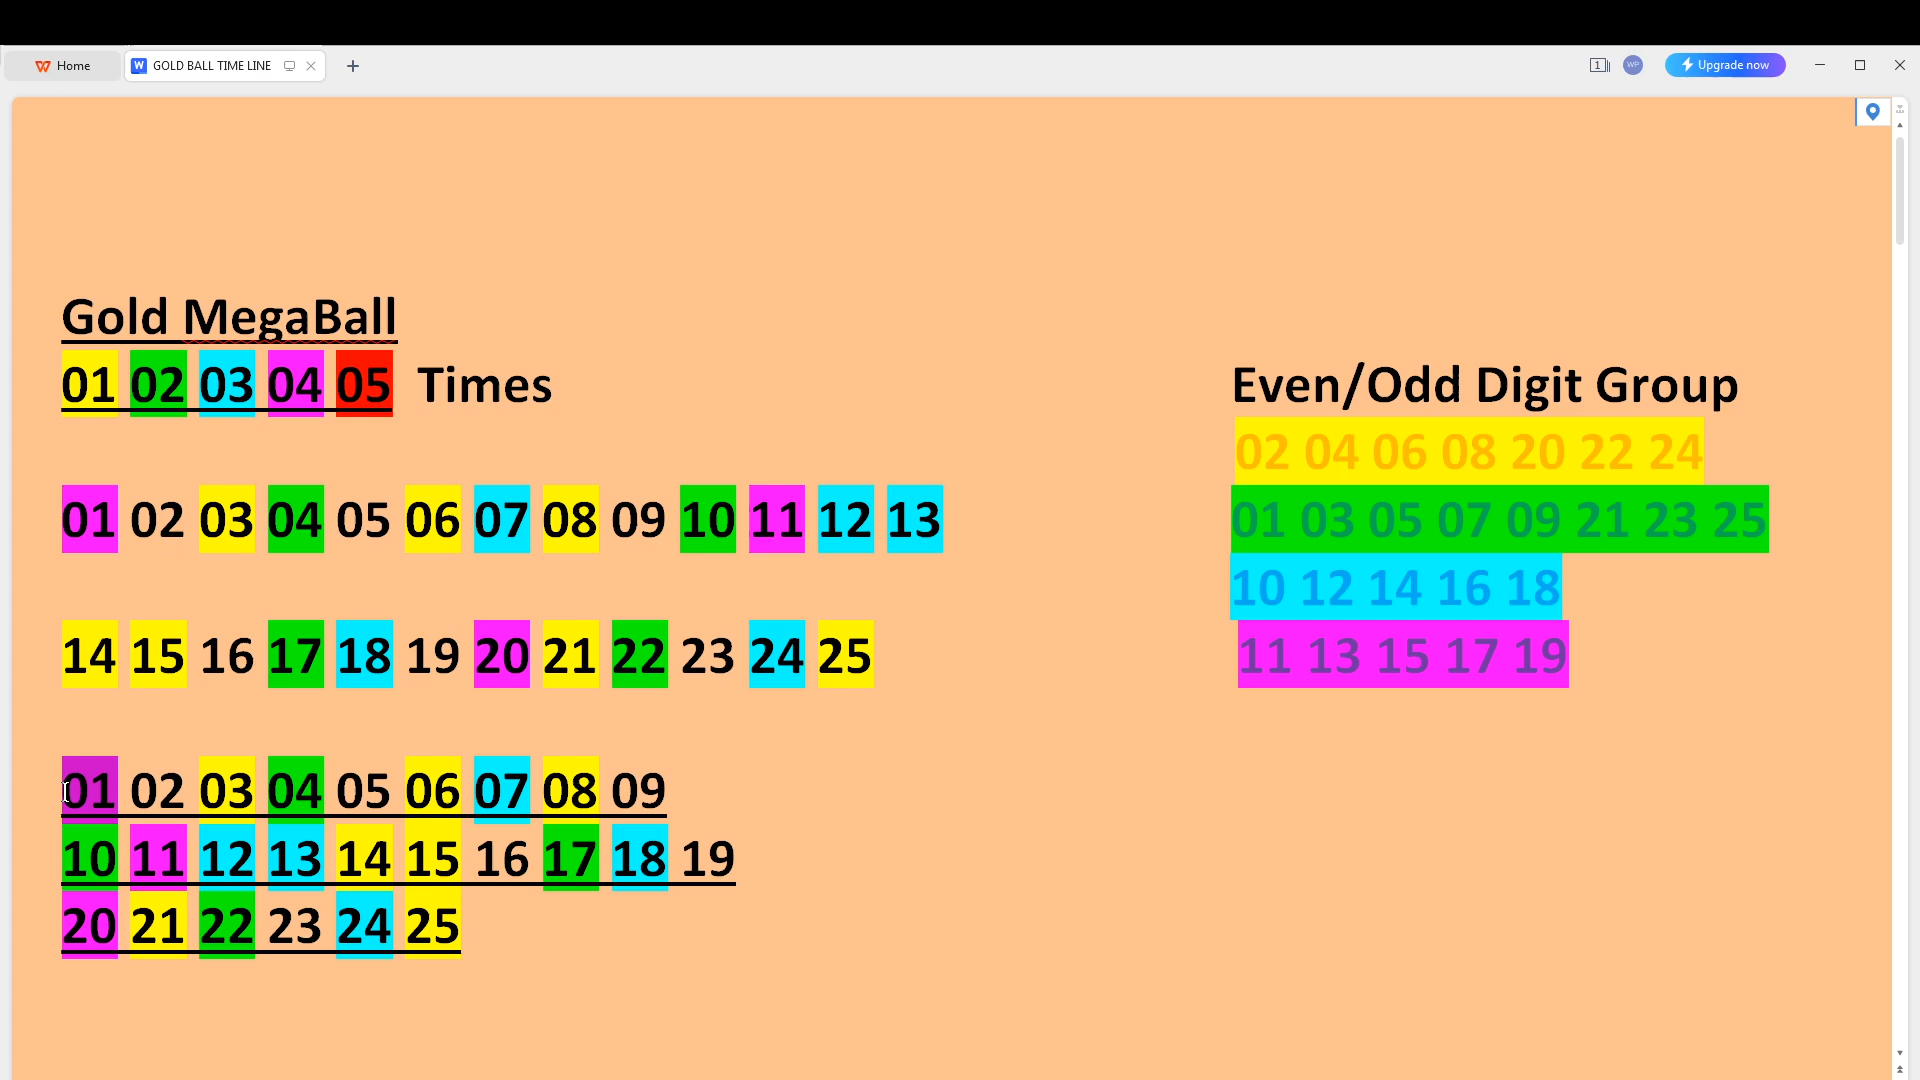 Home
GOLD BALL TIME LINE
1
WP
Upgrade now
Gold MegaBall
01 02 03 04 05 Times
01 02 03 04 05 06 07 08 09 10 11 12 13
14 15 16 17 18 19 20 21 22 23 24 25
01 02 03 04 05 06 07 08 09
10 11 12 13 14 15 16 17 18 19
20 21 22 23 24 25
Even/Odd Digit Group
02 04 06 08 20 22 24
01 03 05 07 09 21 23 25
10 12 14 16 18
11 13 15 17 19